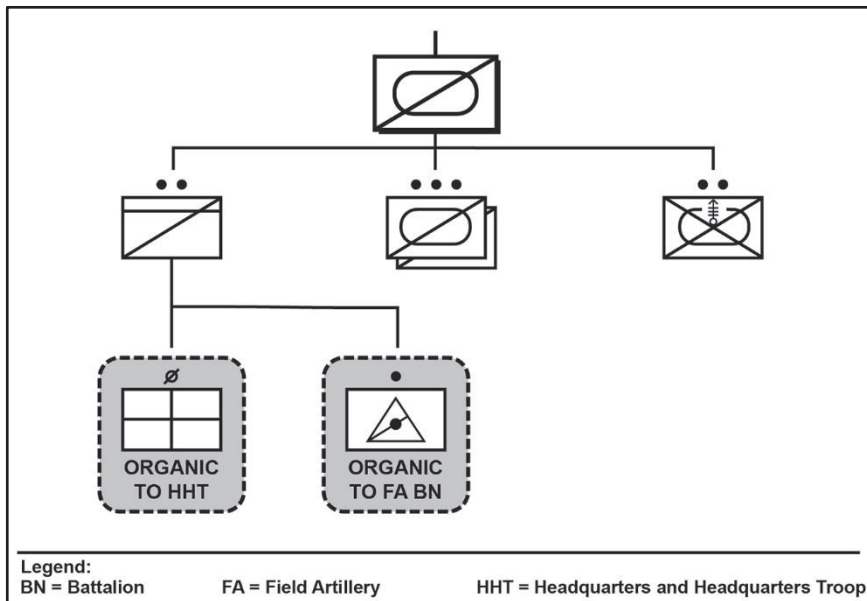 ORGANIC
TO HHT
ORGANIC
TO FA BN
Legend:
BN = Battalion FA = Field Artillery HHT = Headquarters and Headquarters Troop